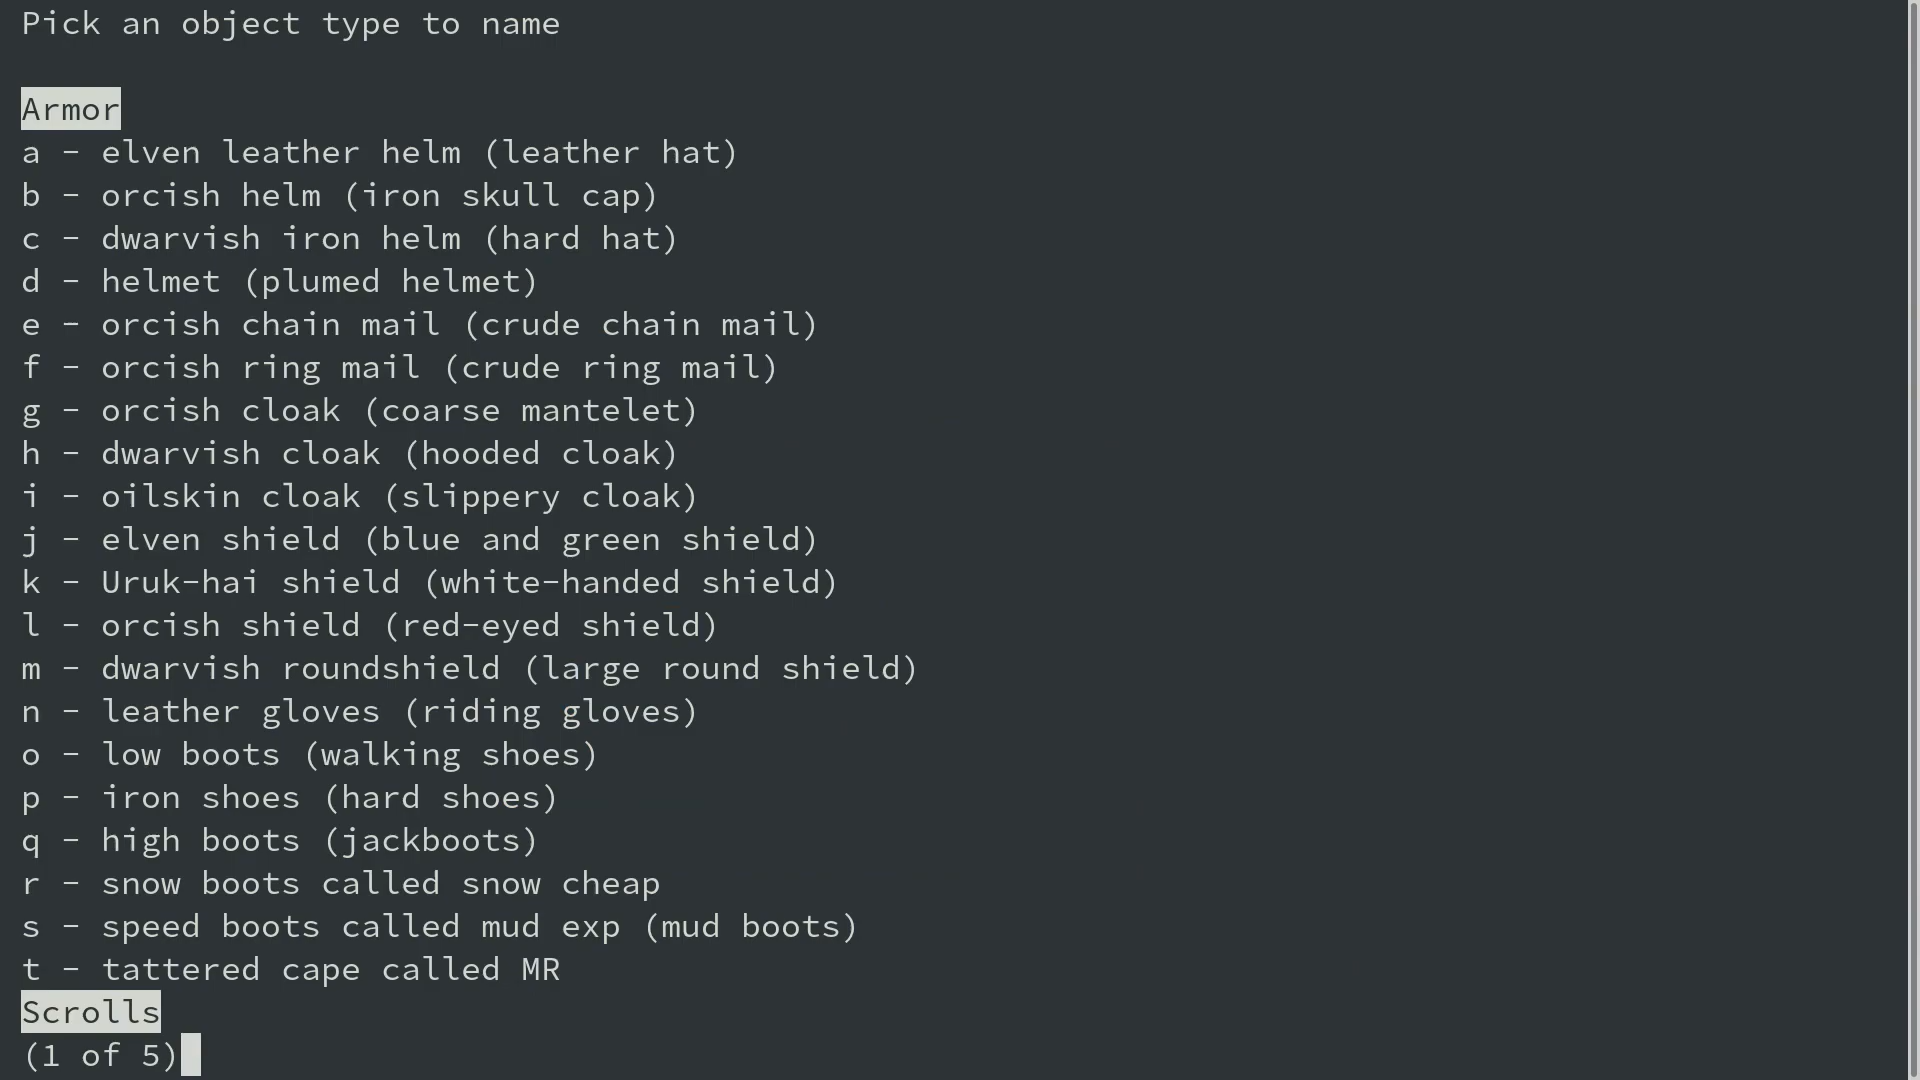 Pick an object type to name
Armor
a - elven leather helm (leather hat)
b - orcish helm (iron skull cap)
c - dwarvish iron helm (hard hat)
d - helmet (plumed helmet)
e - orcish chain mail (crude chain mail)
f - orcish ring mail (crude ring mail)
g - orcish cloak (coarse mantelet)
h - dwarvish cloak (hooded cloak)
i - oilskin cloak (slippery cloak)
j - elven shield (blue and green shield)
k - Uruk-hai shield (white-handed shield)
l - orcish shield (red-eyed shield)
m - dwarvish roundshield (large round shield)
n - leather gloves (riding gloves)
o - low boots (walking shoes)
p - iron shoes (hard shoes)
q - high boots (jackboots)
r - snow boots called snow cheap
s - speed boots called mud exp (mud boots)
t - tattered cape called MR
Scrolls
(1 of 5)